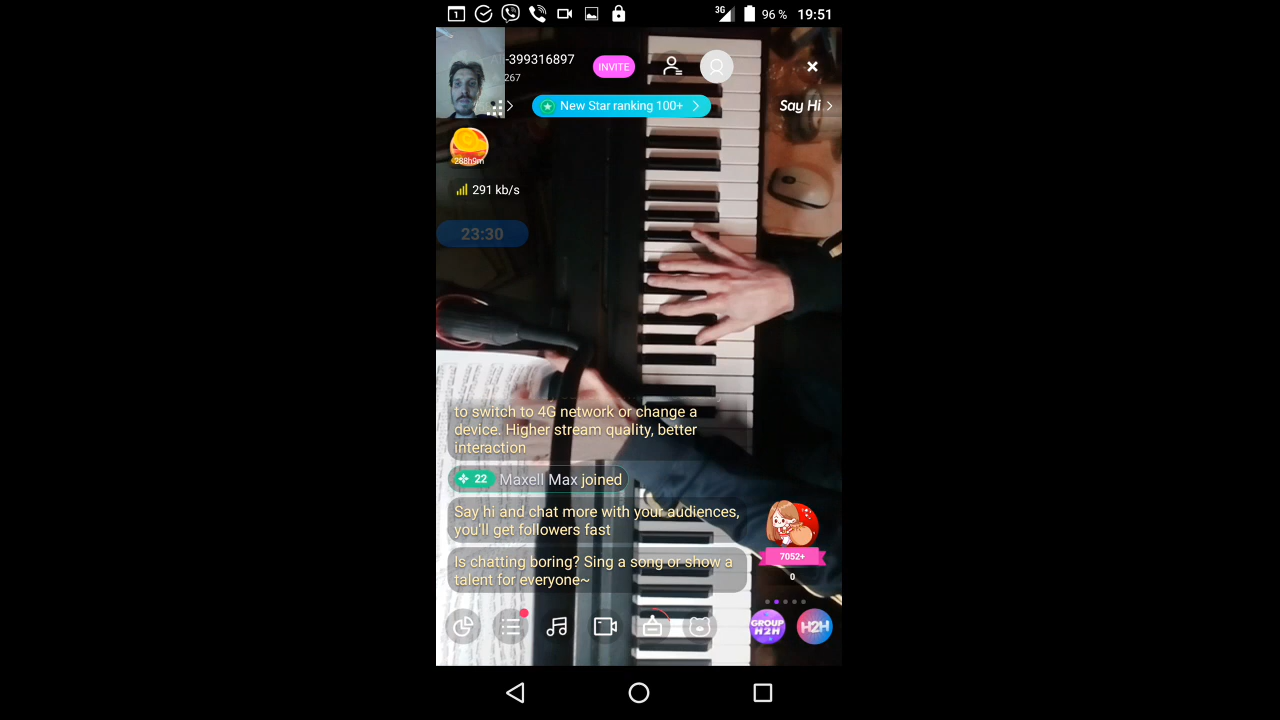 1
3G
96 %
19:51
-399316897
267
INVITE
New Star ranking 100+
Say Hi
288h9m
291 kb/s
23:30
to switch to 4G network or change a
device. Higher stream quality, better
interaction
22 Maxell Max joined
Say hi and chat more with your audiences,
you'll get followers fast
Is chatting boring? Sing a song or show a
talent for everyone~
7052+
0
GROUP
H2H
H2H